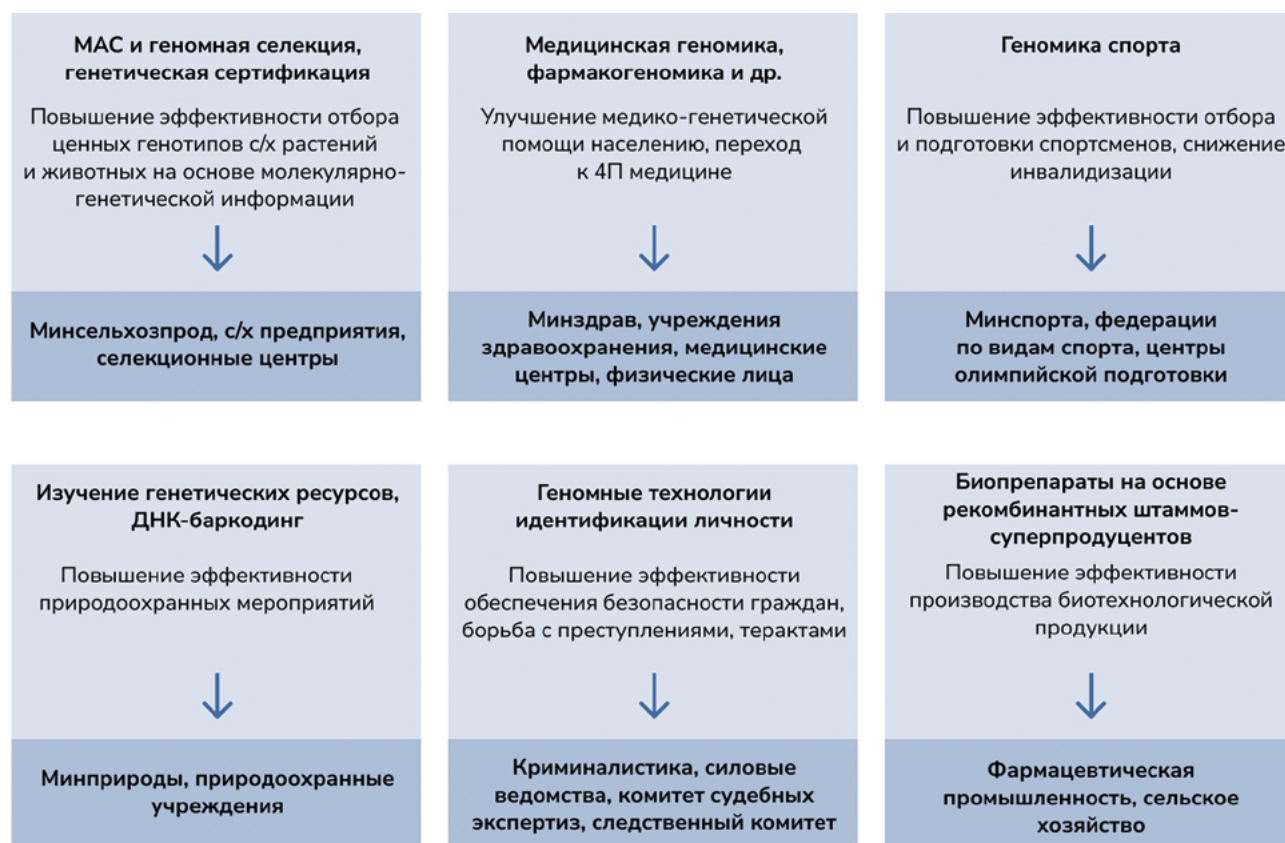 МАС и геномная селекция,
генетическая сертификация
Повышение эффективности отбора
ценных генотипов с/х растений
и животных на основе молекулярно-
генетической информации
Минсельхозпрод, с/х предприятия,
селекционные центры
Медицинская геномика,
фармакогеномика и др.
Улучшение медико-генетической
помощи населению, переход
к 4П медицине
Минздрав, учреждения
здравоохранения, медицинские
центры, физические лица
Геномика спорта
Повышение эффективности отбора
и подготовки спортсменов, снижение
инвалидизации
Минспорта, федерации
по видам спорта, центры
олимпийской подготовки
Изучение генетических ресурсов,
ДНК-баркодинг
Повышение эффективности
природоохранных мероприятий
Минприроды, природоохранные
учреждения
Геномные технологии
идентификации личности
Повышение эффективности
обеспечения безопасности граждан,
борьба с преступлениями, терактами
Криминалистика, силовые
ведомства, комитет судебных
экспертиз, следственный комитет
Биопрепараты на основе
рекомбинантных штаммов-
суперпродуцентов
Повышение эффективности
производства биотехнологической
продукции
Фармацевтическая
промышленность, сельское
хозяйство